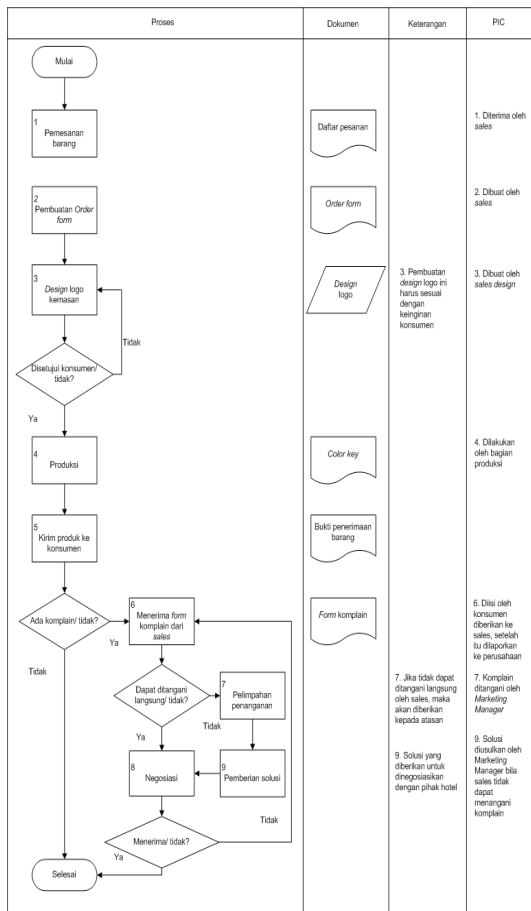 Proses
Dokumen
Keterangan
PIC
Mulai
1
Pemesanan
barang
Daftar pesanan
1. Diterima oleh
sales
2
Pembuatan Order
form
Order form
2. Dibuat oleh
sales
3
Design logo
kemasan
Design
logo
3. Pembuatan
design logo ini
harus sesuai
dengan
keinginan
konsumen
3. Dibuat oleh
sales design
Tidak
Disetujui konsumen/
tidak?
Ya
4
Produksi
Color key
4. Dilakukan
oleh bagian
produksi
5
Kirim produk ke
konsumen
Bukti penerimaan
barang
Ada komplain/ tidak?
Ya
Tidak
6
Menerima form
komplain dari
sales
Form komplain
6. Diisi oleh
konsumen
diberikan ke
sales, setelah
itu dilaporkan
ke perusahaan
Dapat ditangani
langsung/ tidak?
Tidak
Ya
7
Pelimpahan
penanganan
7. Jika tidak dapat
ditangani langsung
oleh sales, maka
akan diberikan
kepada atasan
7. Komplain
ditangani oleh
Marketing
Manager
8
Negosiasi
9
Pemberian solusi
9. Solusi yang
diberikan untuk
dinegosiasikan
dengan pihak hotel
9. Solusi
diusulkan oleh
Marketing
Manager bila
sales tidak
dapat
menangani
komplain
Menerima/ tidak?
Tidak
Ya
Selesai